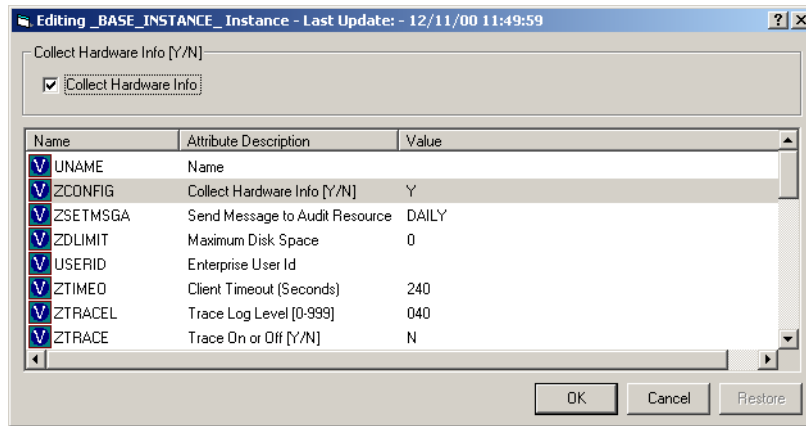 Editing _BASE_INSTANCE_ Instance - Last Update: - 12/11/00 11:49:59
Collect Hardware Info [Y/N]
Collect Hardware Info
Name Attribute Description Value
V UNAME Name
V ZCONFIG Collect Hardware Info [Y/N] Y
V ZSETMSGA Send Message to Audit Resource DAILY
V ZDLIMIT Maximum Disk Space 0
V USERID Enterprise User Id
V ZTIMEO Client Timeout (Seconds) 240
V ZTRACEL Trace Log Level [0-999] 040
V ZTRACE Trace On or Off [Y/N] N
OK Cancel Restore